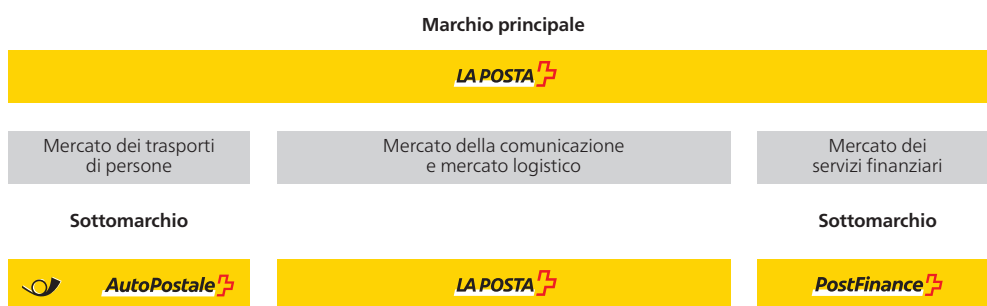 Marchio principale
LA POSTA
Mercato dei trasporti
di persone
Mercato della comunicazione
e mercato logistico
Mercato dei
servizi finanziari
Sottomarchio
Sottomarchio
AutoPostale
LA POSTA
PostFinance